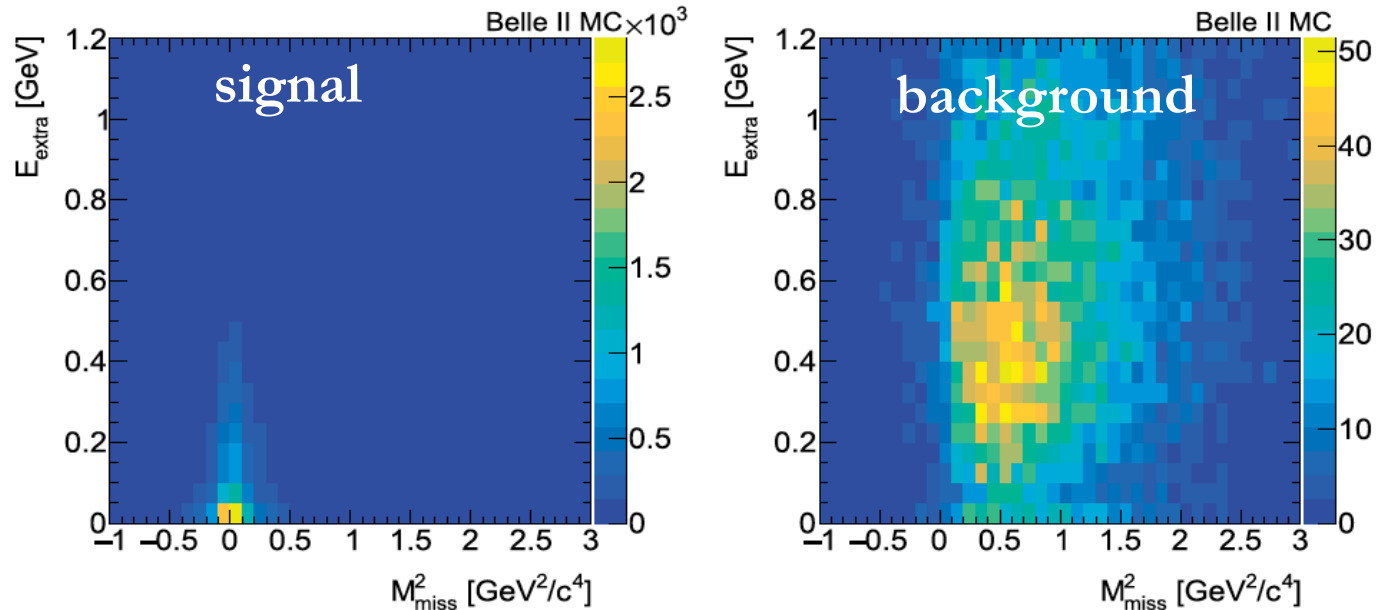 Belle II MC×10³
E_extra [GeV]
signal
1.2
1
0.8
0.6
0.4
0.2
0
−1 −0.5 0 0.5 1 1.5 2 2.5 3
M²_miss [GeV²/c⁴]
2.5
2
1.5
1
0.5
0
Belle II MC
E_extra [GeV]
background
1.2
1
0.8
0.6
0.4
0.2
0
−1 −0.5 0 0.5 1 1.5 2 2.5 3
M²_miss [GeV²/c⁴]
50
40
30
20
10
0